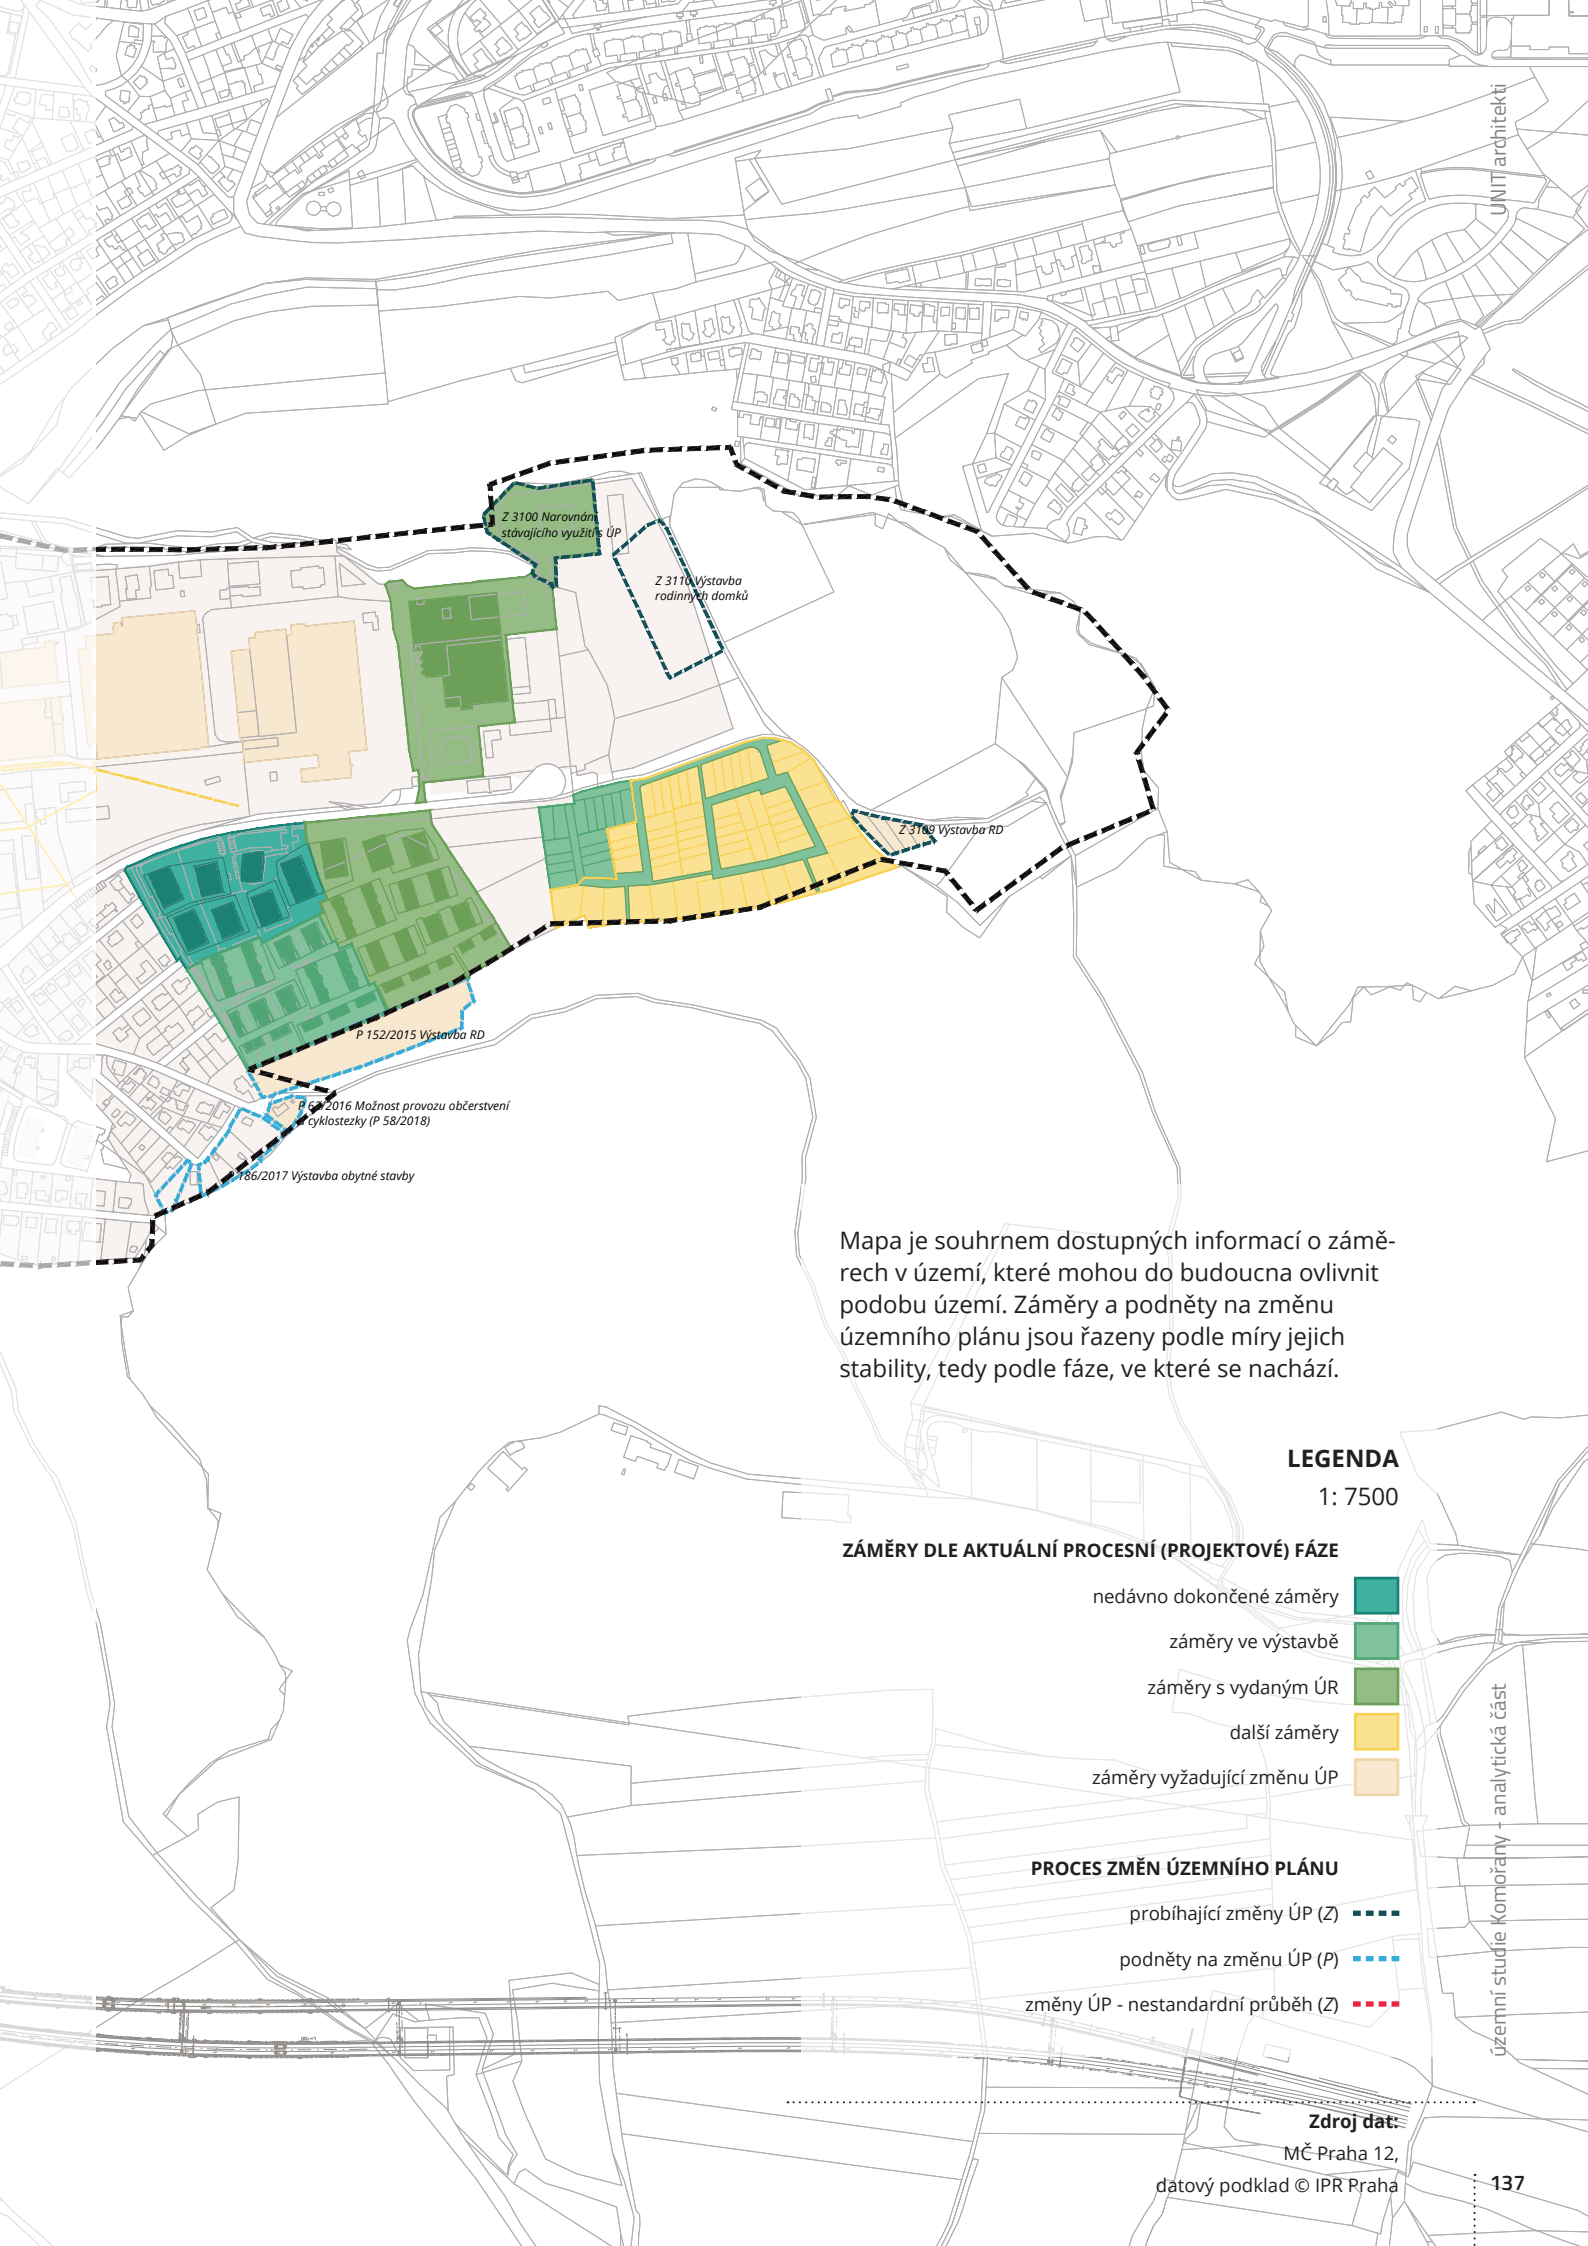 UNIT architekti
Z 3100 Narovnání
stávajícího využití s ÚP
Z 3110 Výstavba
rodinných domků
Z 3109 Výstavba RD
P 152/2015 Výstavba RD
P 62/2016 Možnost provozu občerstvení
cyklostezky (P 58/2018)
186/2017 Výstavba obytné stavby
Mapa je souhrnem dostupných informací o zámě-
rech v území, které mohou do budoucna ovlivnit
podobu území. Záměry a podněty na změnu
územního plánu jsou řazeny podle míry jejich
stability, tedy podle fáze, ve které se nachází.
LEGENDA
1: 7500
ZÁMĚRY DLE AKTUÁLNÍ PROCESNÍ (PROJEKTOVÉ) FÁZE
nedávno dokončené záměry
záměry ve výstavbě
záměry s vydaným ÚR
další záměry
záměry vyžadující změnu ÚP
PROCES ZMĚN ÚZEMNÍHO PLÁNU
probíhající změny ÚP (Z)
podněty na změnu ÚP (P)
změny ÚP - nestandardní průběh (Z)
územní studie Komořany - analytická část
Zdroj dat:
MČ Praha 12,
datový podklad © IPR Praha
137